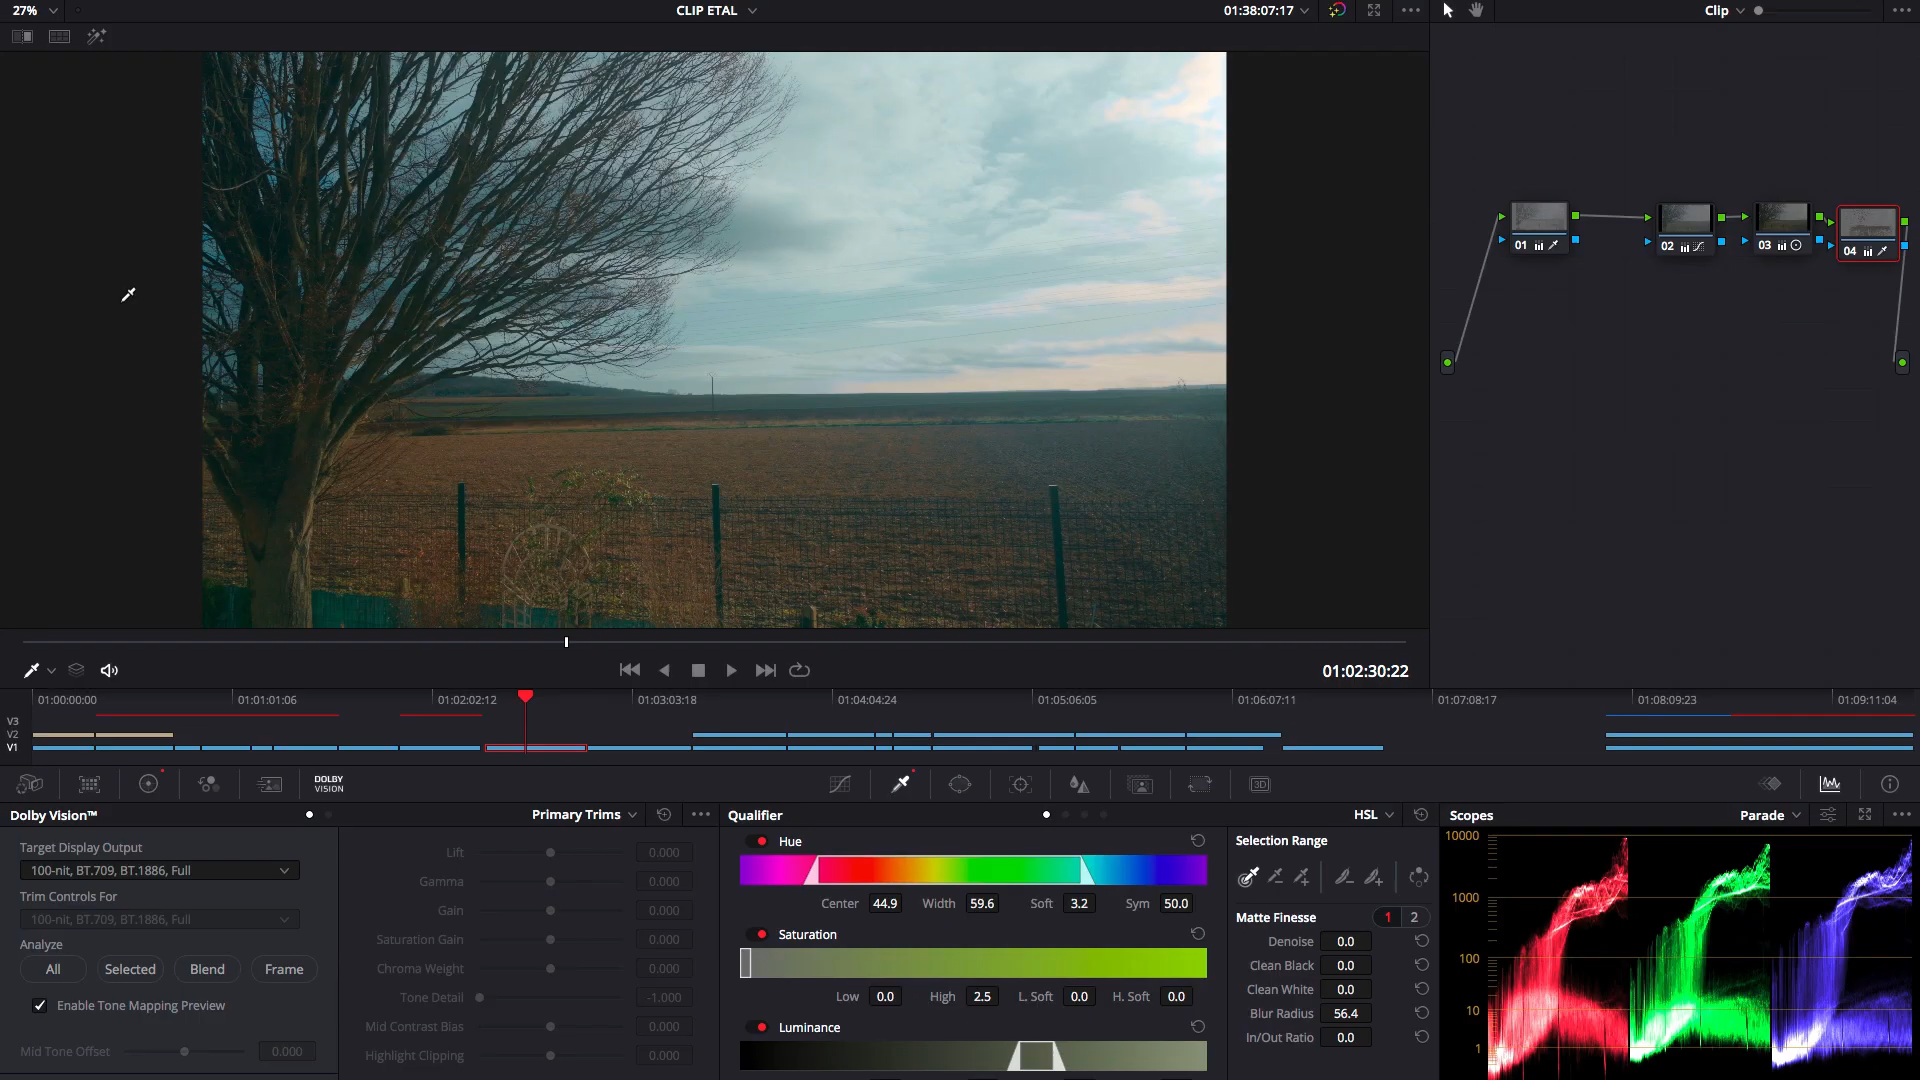 27%
CLIP ETAL
01:38:07:17
Clip
01
02
03
04
01:02:30:22
01:00:00:00
01:01:01:06
01:02:02:12
01:03:03:18
01:04:04:24
01:05:06:05
01:06:07:11
01:07:08:17
01:08:09:23
01:09:11:04
V3
V2
V1
DOLBY
VISION
3D
Dolby Vision™
Primary Trims
Target Display Output
100-nit, BT.709, BT.1886, Full
Trim Controls For
100-nit, BT.709, BT.1886, Full
Analyze
All
Selected
Blend
Frame
Enable Tone Mapping Preview
Mid Tone Offset
0.000
Lift
0.000
Gamma
0.000
Gain
0.000
Saturation Gain
0.000
Chroma Weight
0.000
Tone Detail
-1.000
Mid Contrast Bias
0.000
Highlight Clipping
0.000
Qualifier
HSL
Hue
Center 44.9 Width 59.6 Soft 3.2 Sym 50.0
Saturation
Low 0.0 High 2.5 L. Soft 0.0 H. Soft 0.0
Luminance
Selection Range
Matte Finesse
1 2
Denoise 0.0
Clean Black 0.0
Clean White 0.0
Blur Radius 56.4
In/Out Ratio 0.0
Scopes
Parade
10000
1000
100
10
1